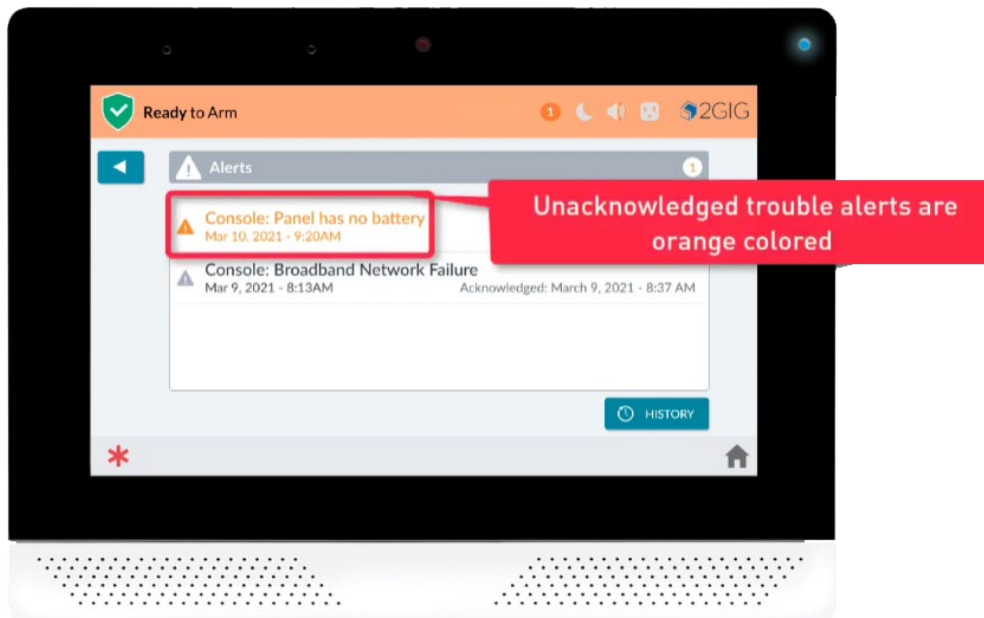 Ready to Arm
1
2GIG
Alerts
1
Console: Panel has no battery
Mar 10, 2021 - 9:20AM
Unacknowledged trouble alerts are
orange colored
Console: Broadband Network Failure
Mar 9, 2021 - 8:13AM
Acknowledged: March 9, 2021 - 8:37 AM
HISTORY